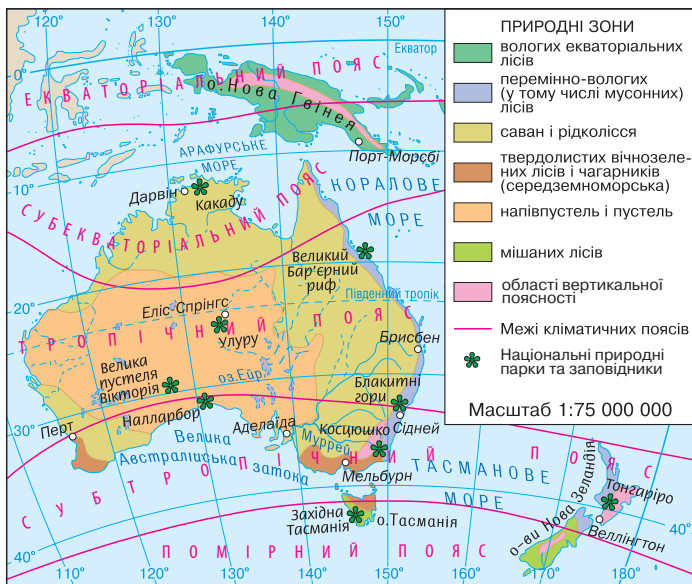 120°
130°
140°
150°
Екватор
0°
ЕКВАТОРІАЛЬНИЙ ПОЯС
о. Нова Гвінея
Порт-Морсбі
АРАФУРСЬКЕ
МОРЕ
10°
Дарвін
Какаду
КОРАЛОВЕ
МОРЕ
СУБЕКВАТОРІАЛЬНИЙ ПОЯС
Великий
Бар'єрний
риф
20°
Південний тропік
Еліс-Спрінгс
ТРОПІЧНИЙ ПОЯС
Улуру
Брисбен
Велика
пустеля
Вікторія
оз.Ейр
Блакитні
гори
Налларбор
Перт
30°
Аделаїда
Муррей
Косцюшко
Сідней
Велика
Австралійська
затока
Мельбурн
ТАСМАНОВЕ
МОРЕ
СУБТРОПІЧНИЙ ПОЯС
Західна
Тасманія
о.Тасманія
о-ви Нова Зеландія
Тонгаріро
Веллінгтон
40°
40°
ПОМІРНИЙ ПОЯС
110°
120°
130°
140°
150°
160°
170°
180°
ПРИРОДНІ ЗОНИ
вологих екваторіальних
лісів
перемінно-вологих
(у тому числі мусонних)
лісів
саван і рідколісся
твердолистих вічнозеле-
них лісів і чагарників
(середземноморська)
напівпустель і пустель
мішаних лісів
області вертикальної
поясності
Межі кліматичних поясів
Національні природні
парки та заповідники
Масштаб 1:75 000 000